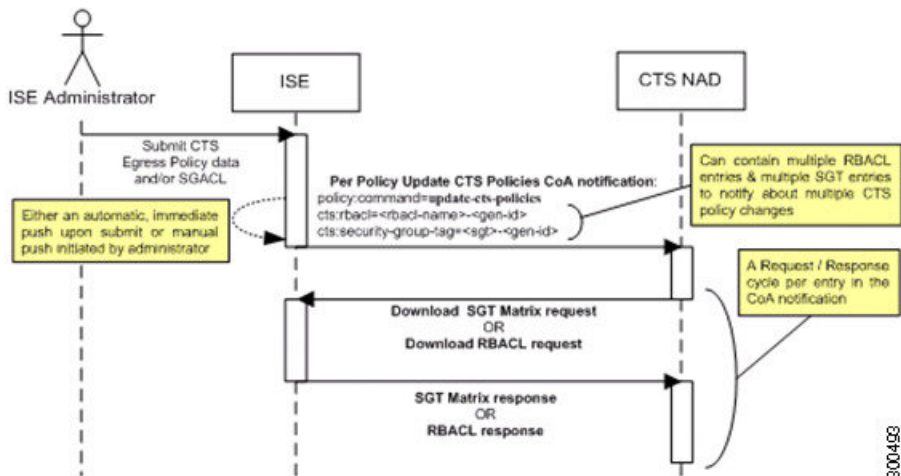 ISE Administrator
ISE
CTS NAD
Submit CTS
Egress Policy data
and/or SGACL
Either an automatic, immediate
push upon submit or manual
push initiated by administrator
Per Policy Update CTS Policies CoA notification:
policy:command=update-cts-policies
cts:rbacl=<rbacl-name>-<gen-id>
cts:security-group-tag=<sgt>-<gen-id>
Can contain multiple RBACL
entries & multiple SGT entries
to notify about multiple CTS
policy changes
A Request / Response
cycle per entry in the
CoA notification
Download SGT Matrix request
OR
Download RBACL request
SGT Matrix response
OR
RBACL response
300493